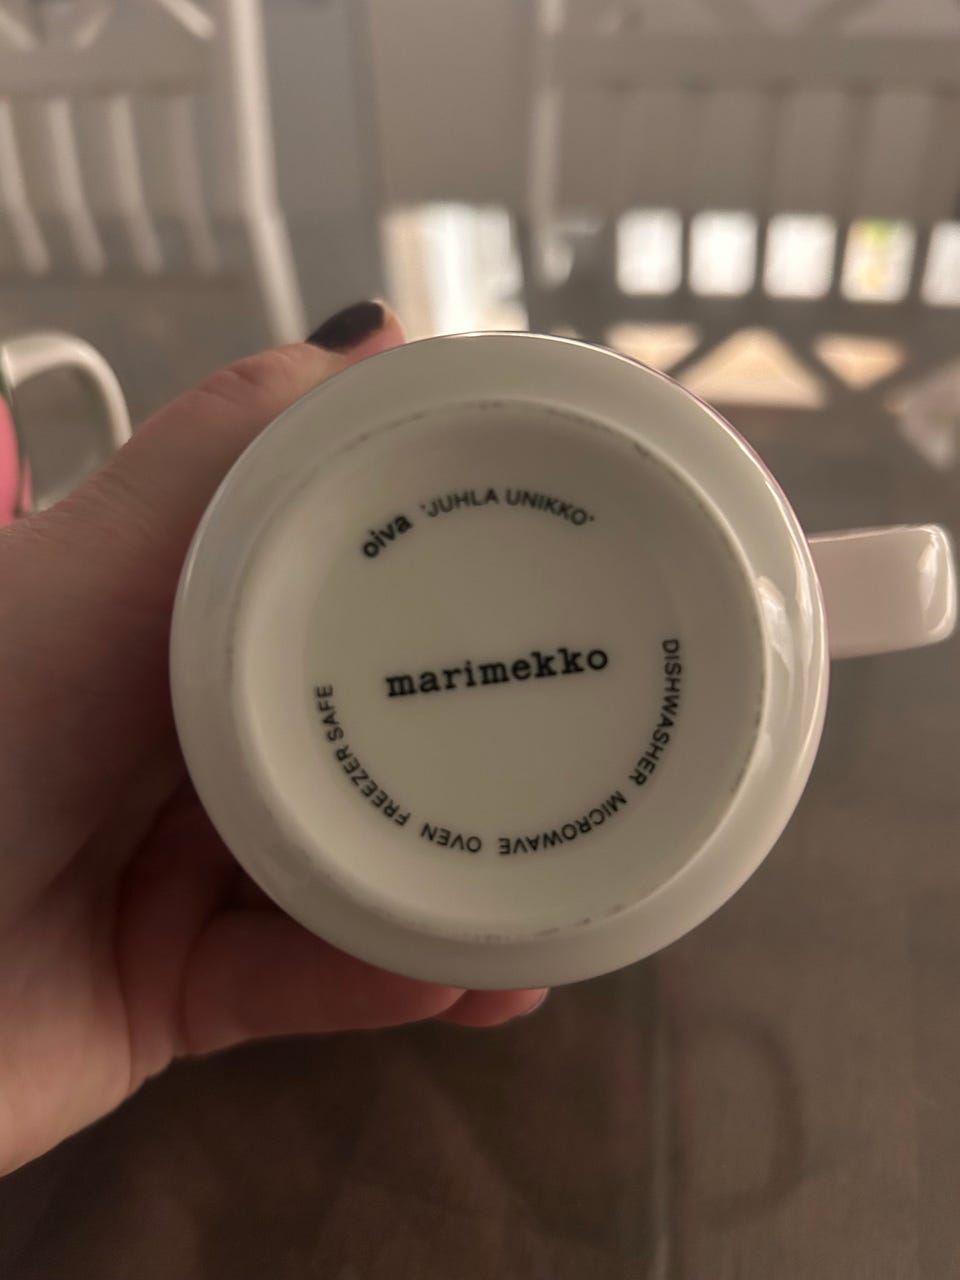 oiva 'JUHLA UNIKKO'
marimekko
DISHWASHER MICROWAVE OVEN FREEZER SAFE